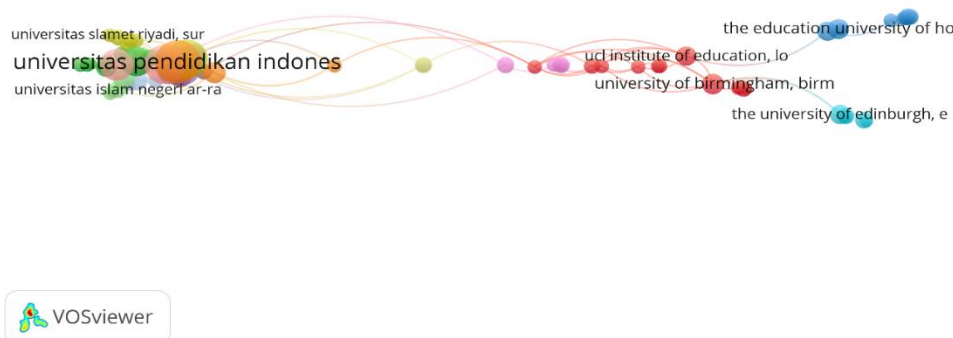 universitas slamet riyadi, sur
universitas pendidikan indones
universitas islam negeri ar-ra
ucl institute of education, lo
university of birmingham, birm
the education university of ho
the university of edinburgh, e
VOSviewer